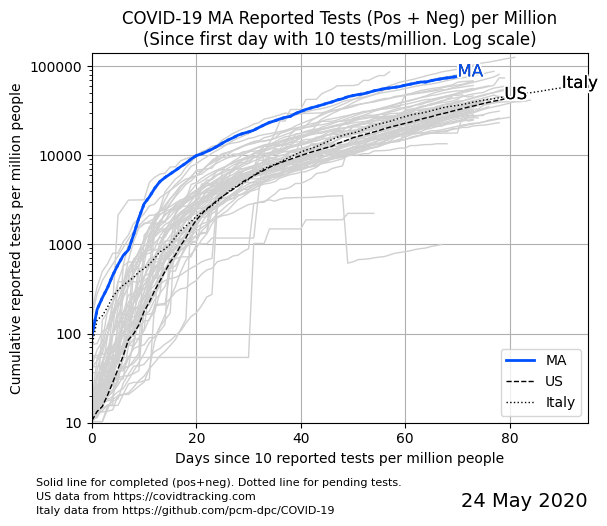 COVID-19 MA Reported Tests (Pos + Neg) per Million
(Since first day with 10 tests/million. Log scale)
Cumulative reported tests per million people
100000
10000
1000
100
10
MA
US
Italy
MA
US
Italy
0
20
40
60
80
Days since 10 reported tests per million people
Solid line for completed (pos+neg). Dotted line for pending tests.
US data from https://covidtracking.com
Italy data from https://github.com/pcm-dpc/COVID-19
24 May 2020